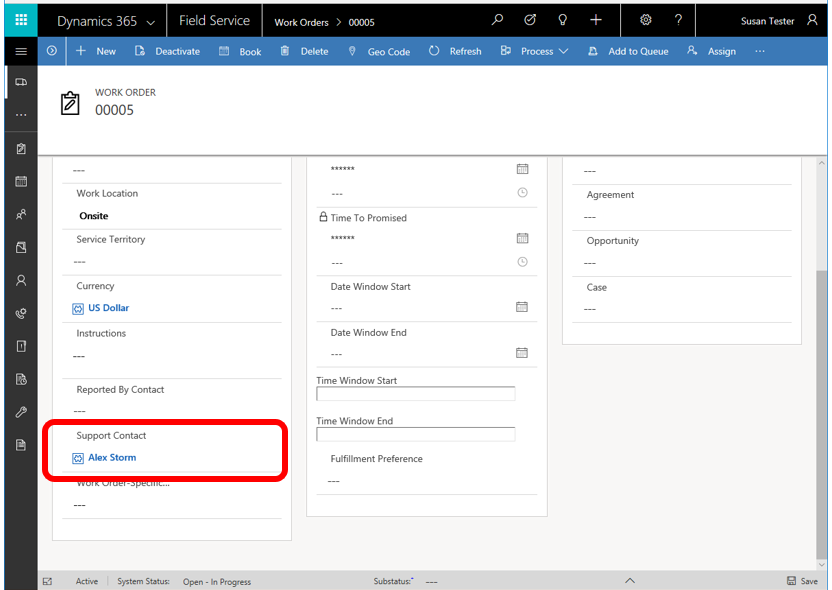 Dynamics 365 Field Service Work Orders > 00005 Susan Tester
New Deactivate Book Delete Geo Code Refresh Process Add to Queue Assign ...
WORK ORDER
00005
---
Work Location
Onsite
Service Territory
---
Currency
US Dollar
Instructions
---
Reported By Contact
---
Support Contact
Alex Storm
Work Order-Specific...
---
******
---
Time To Promised
******
---
Date Window Start
---
Date Window End
---
Time Window Start
Time Window End
Fulfillment Preference
---
---
Agreement
---
Opportunity
---
Case
---
Active System Status: Open - In Progress Substatus:* --- Save